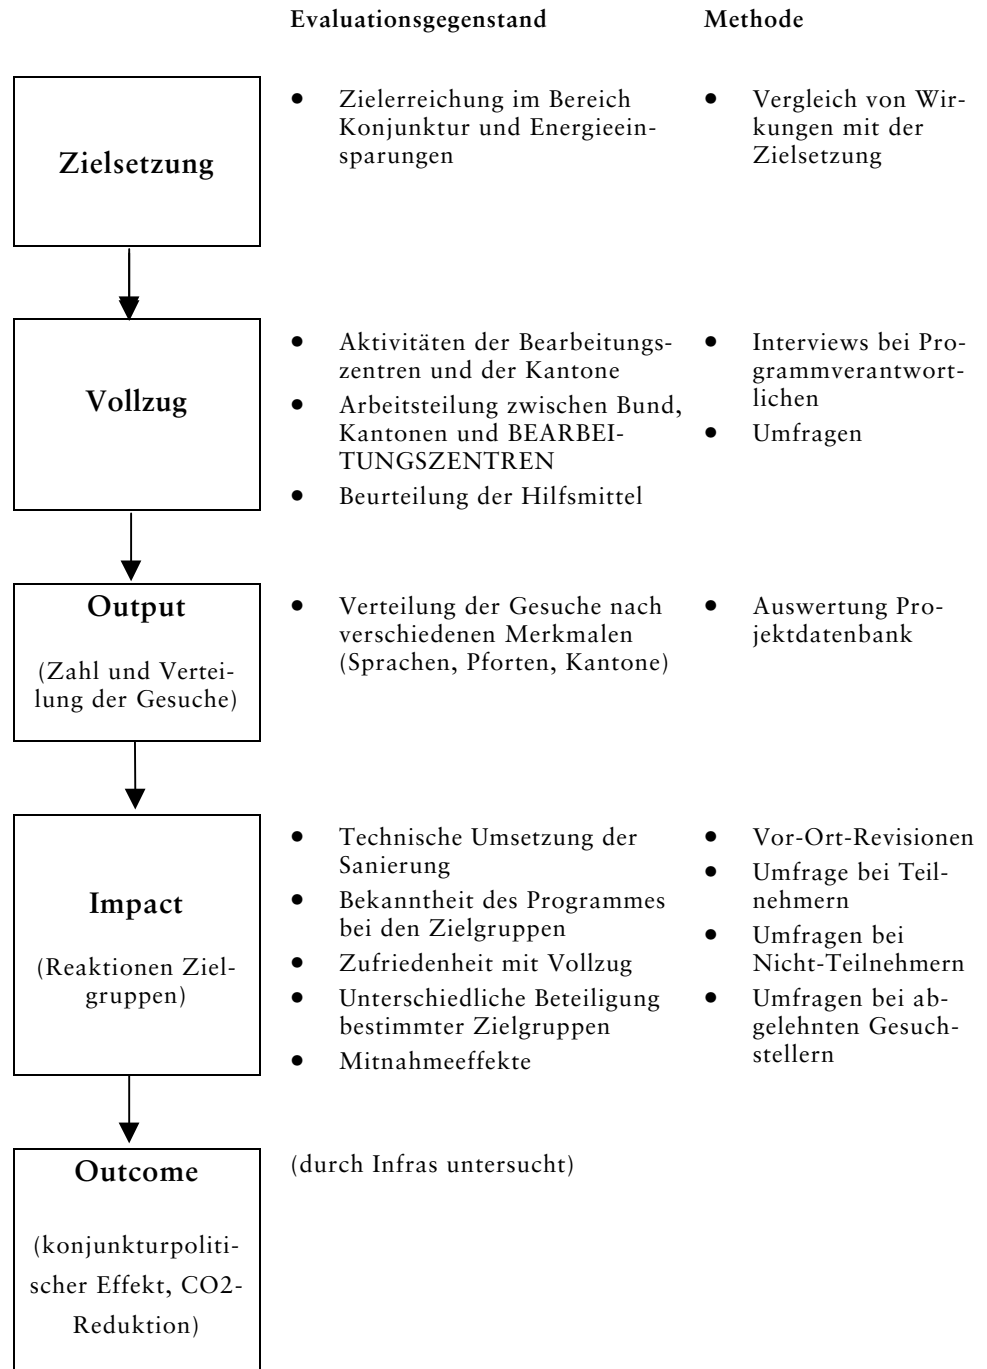 Evaluationsgegenstand
Methode
Zielsetzung
• Zielerreichung im Bereich
Konjunktur und Energieein-
sparungen
• Vergleich von Wir-
kungen mit der
Zielsetzung
Vollzug
• Aktivitäten der Bearbeitungs-
zentren und der Kantone
• Arbeitsteilung zwischen Bund,
Kantonen und BEARBEI-
TUNGSZENTREN
• Beurteilung der Hilfsmittel
• Interviews bei Pro-
grammverantwort-
lichen
• Umfragen
Output
(Zahl und Vertei-
lung der Gesuche)
• Verteilung der Gesuche nach
verschiedenen Merkmalen
(Sprachen, Pforten, Kantone)
• Auswertung Pro-
jektdatenbank
Impact
(Reaktionen Ziel-
gruppen)
• Technische Umsetzung der
Sanierung
• Bekanntheit des Programmes
bei den Zielgruppen
• Zufriedenheit mit Vollzug
• Unterschiedliche Beteiligung
bestimmter Zielgruppen
• Mitnahmeeffekte
• Vor-Ort-Revisionen
• Umfrage bei Teil-
nehmern
• Umfragen bei
Nicht-Teilnehmern
• Umfragen bei ab-
gelehnten Gesuch-
stellern
Outcome
(konjunkturpoliti-
scher Effekt, CO2-
Reduktion)
(durch Infras untersucht)